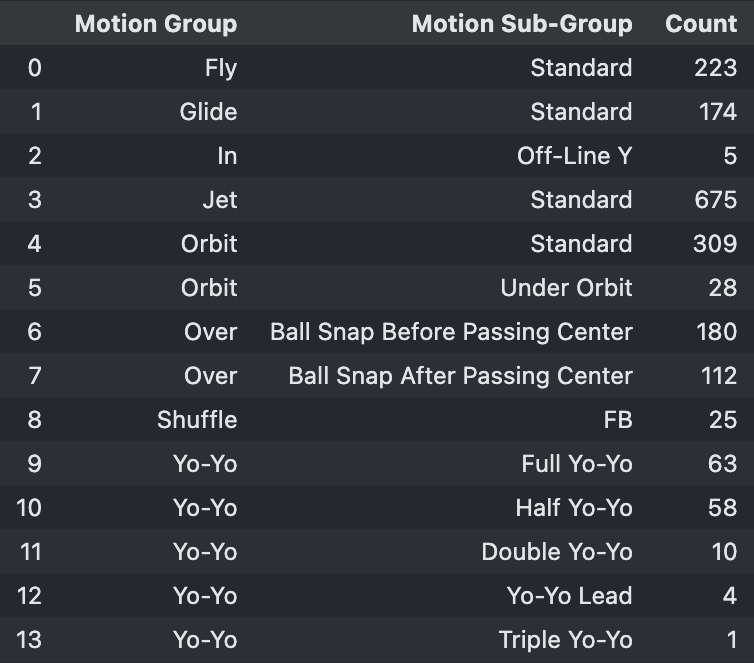 Motion Group Motion Sub-Group Count
0 Fly Standard 223
1 Glide Standard 174
2 In Off-Line Y 5
3 Jet Standard 675
4 Orbit Standard 309
5 Orbit Under Orbit 28
6 Over Ball Snap Before Passing Center 180
7 Over Ball Snap After Passing Center 112
8 Shuffle FB 25
9 Yo-Yo Full Yo-Yo 63
10 Yo-Yo Half Yo-Yo 58
11 Yo-Yo Double Yo-Yo 10
12 Yo-Yo Yo-Yo Lead 4
13 Yo-Yo Triple Yo-Yo 1